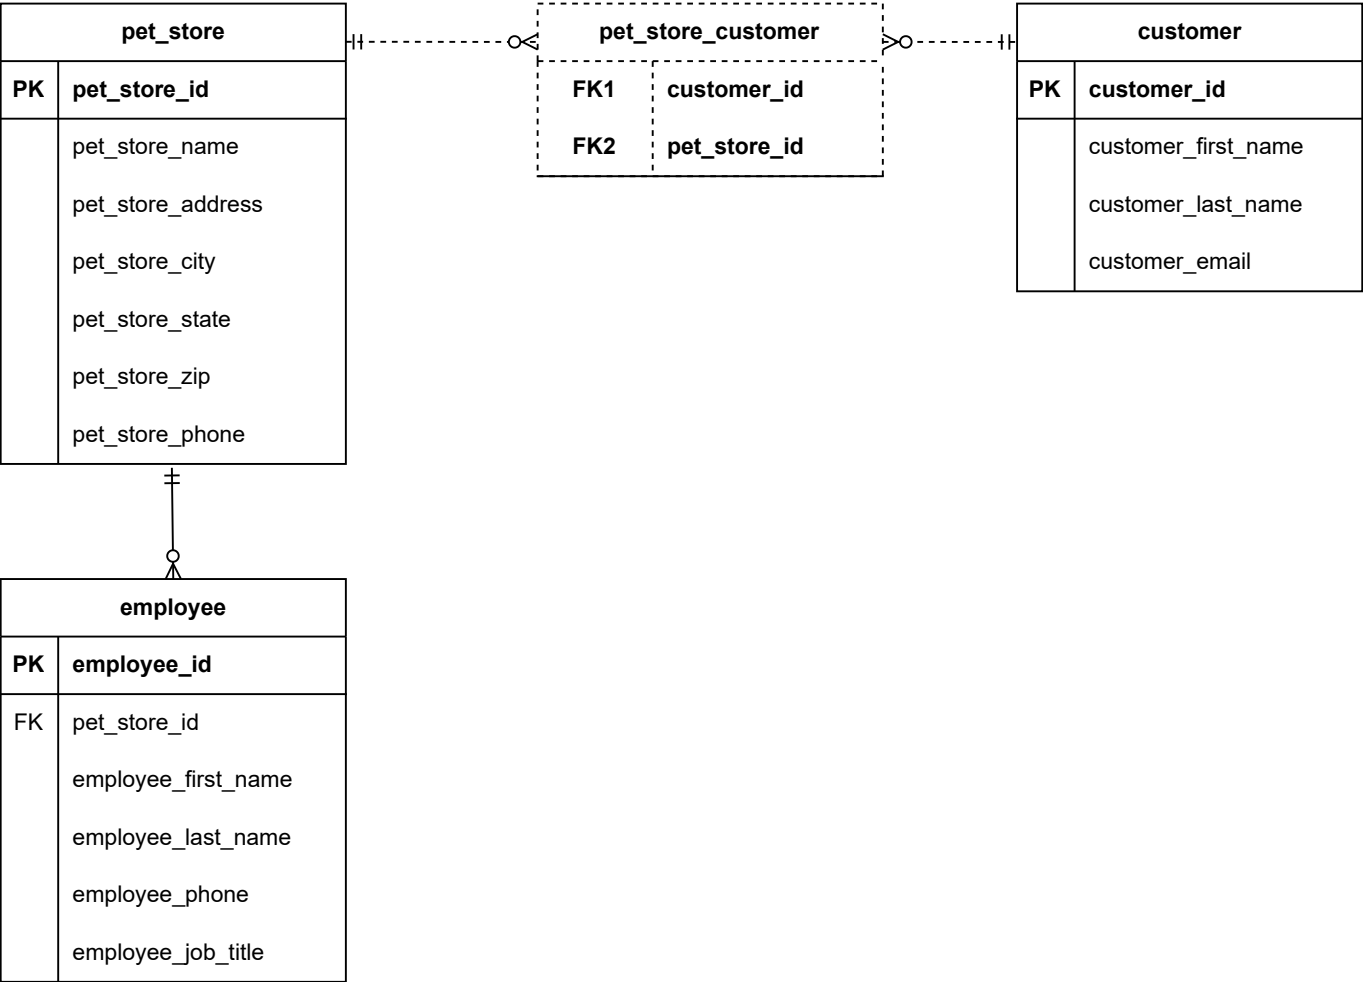 pet_store
PK pet_store_id
pet_store_name
pet_store_address
pet_store_city
pet_store_state
pet_store_zip
pet_store_phone
pet_store_customer
FK1 customer_id
FK2 pet_store_id
customer
PK customer_id
customer_first_name
customer_last_name
customer_email
employee
PK employee_id
FK pet_store_id
employee_first_name
employee_last_name
employee_phone
employee_job_title